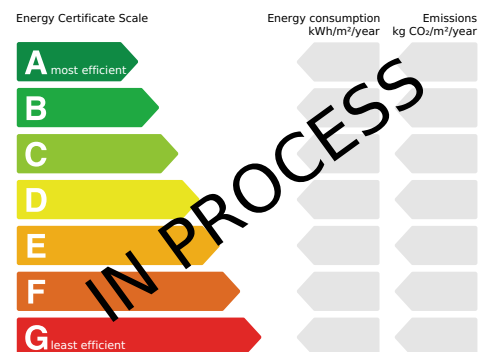 Energy Certificate Scale
Energy consumption
kWh/m²/year
Emissions
kg CO₂/m²/year
A most efficient
B
C
D
E
F
G least efficient
IN PROCESS